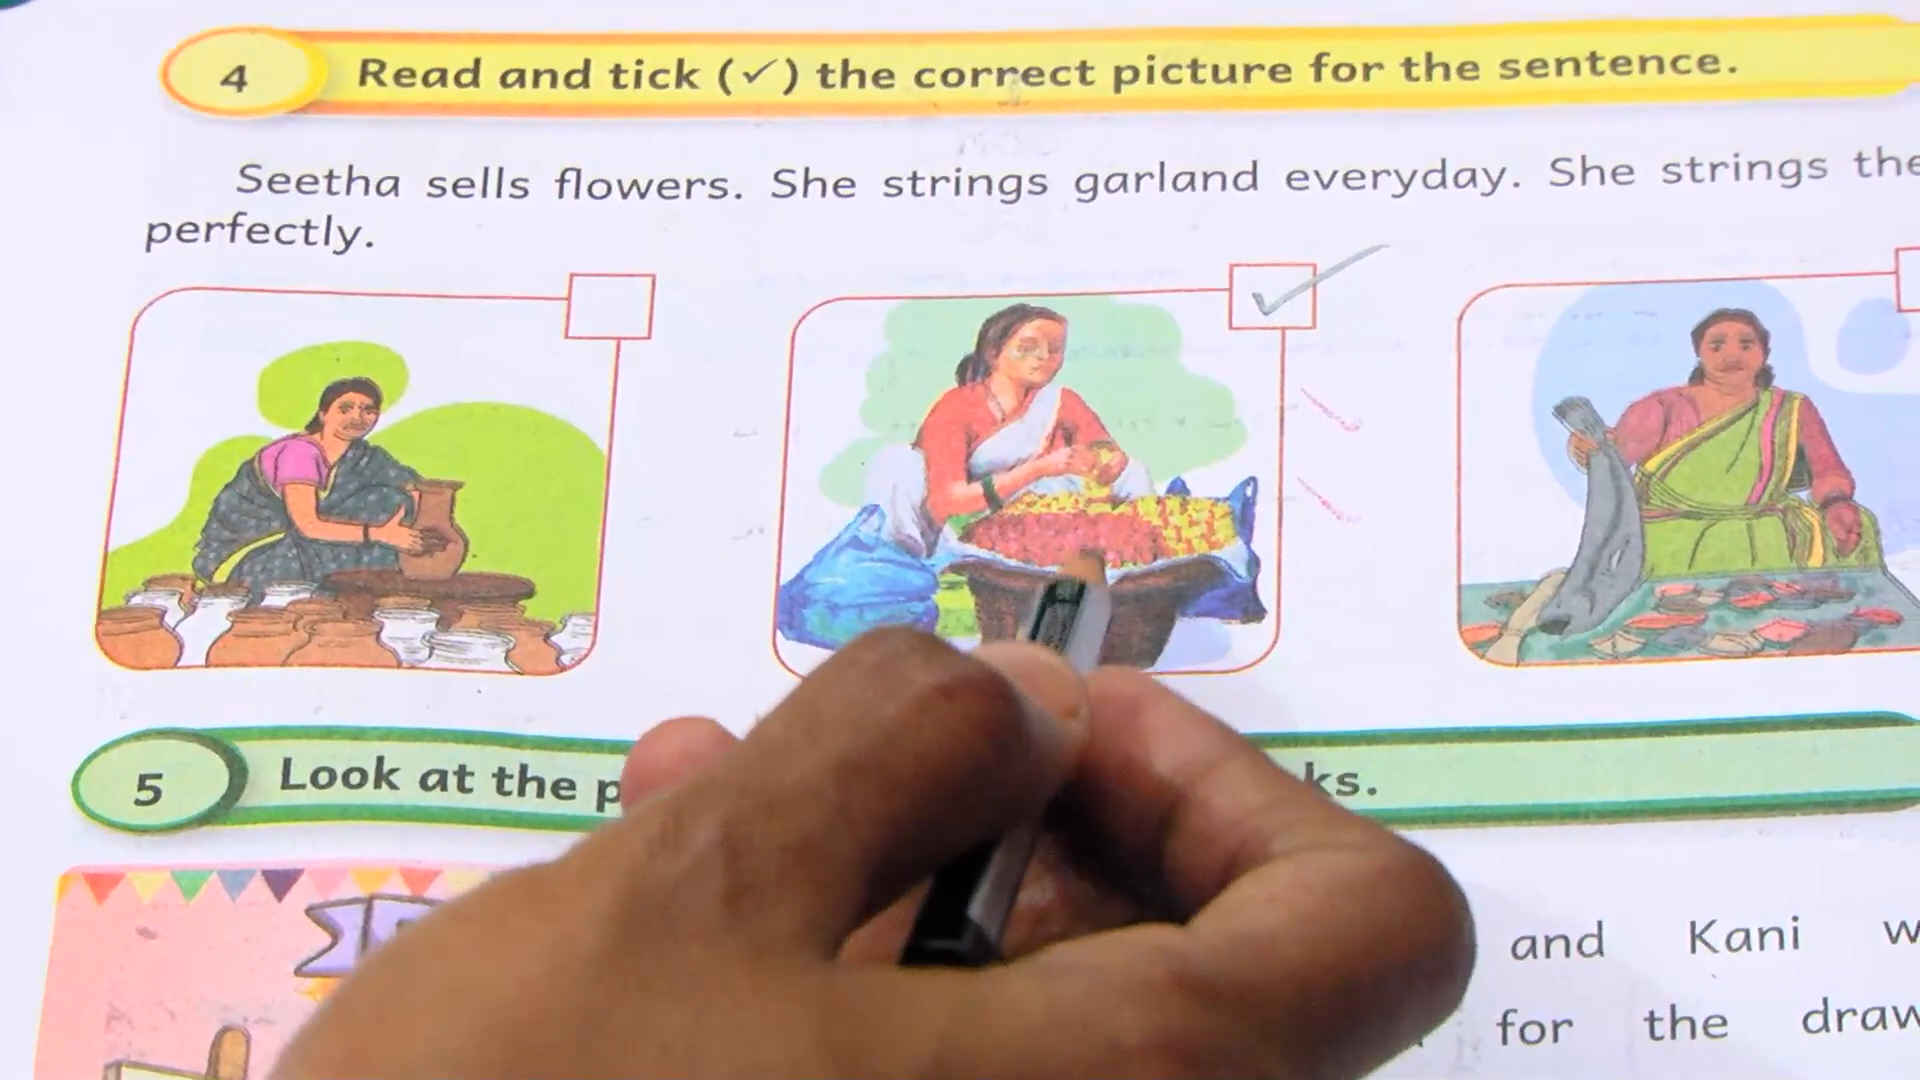 4 Read and tick (✓) the correct picture for the sentence.
Seetha sells flowers. She strings garland everyday. She strings the
perfectly.
5 Look at the
and Kani
for the